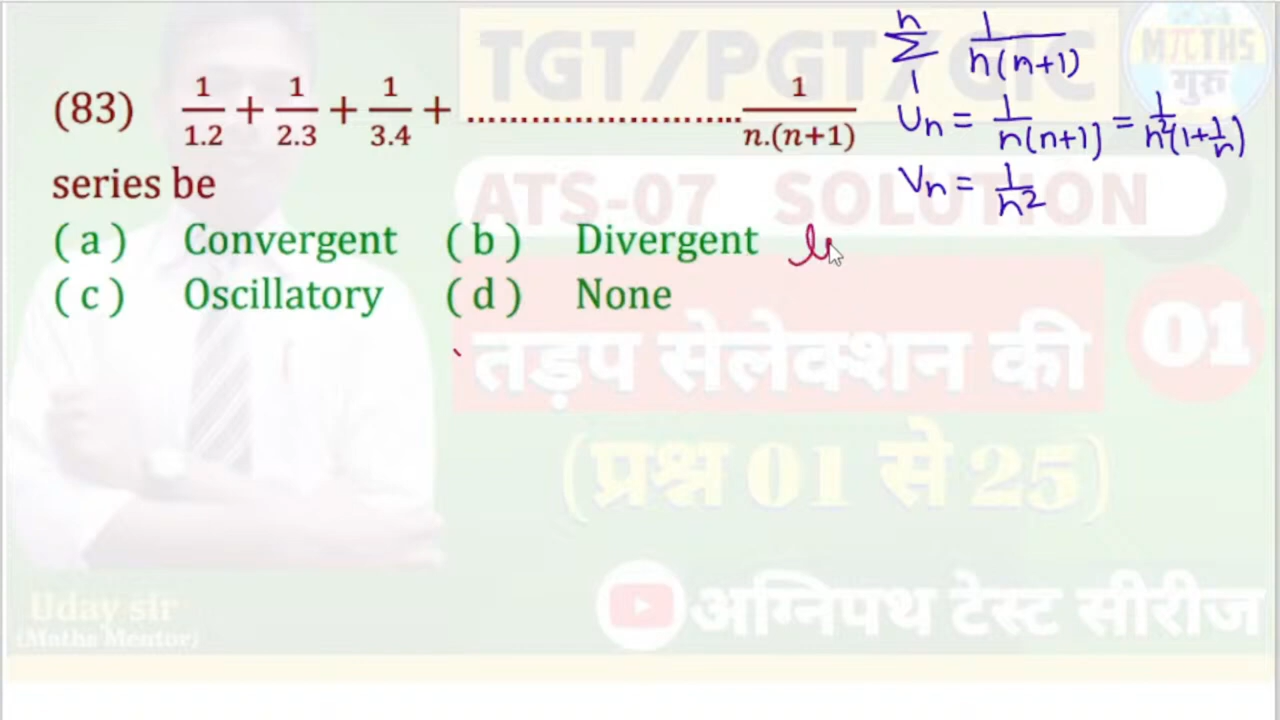 TGT/PGT/GIC
MπTHS
गुरु
(83) 1/1.2 + 1/2.3 + 1/3.4 + ........................ 1/n.(n+1)
series be
(a) Convergent (b) Divergent
(c) Oscillatory (d) None
n
Σ 1/n(n+1)
1
Un = 1/n(n+1) = 1/n²(1+1/n)
Vn = 1/n²
ATS-07 SOLUTION
तड़प सेलेक्शन की
01
(प्रश्न 01 से 25)
Uday sir
(Maths Mentor)
अग्निपथ टेस्ट सीरीज